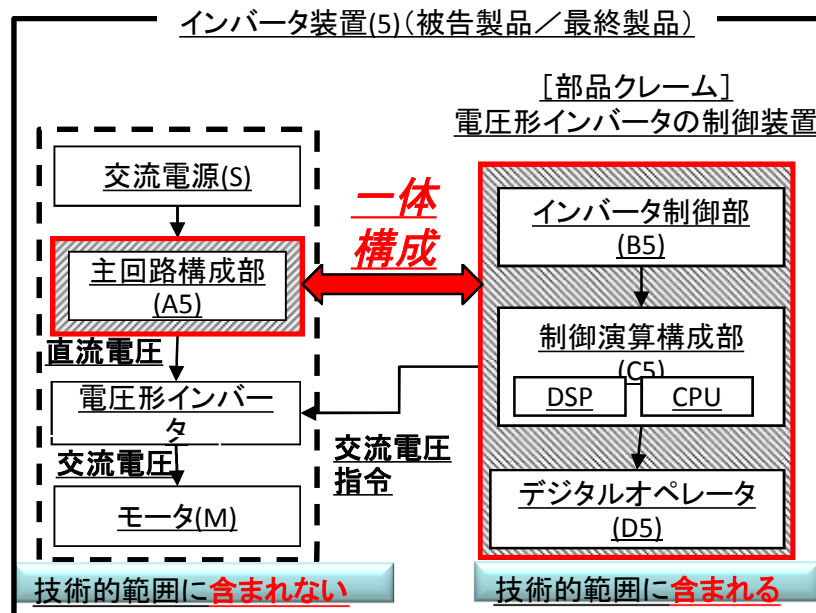 インバータ装置(5)(被告製品／最終製品)
[部品クレーム]
電圧形インバータの制御装置
交流電源(S)
主回路構成部
(A5)
直流電圧
電圧形インバー
タ
交流電圧
モータ(M)
技術的範囲に含まれない
一体
構成
交流電圧
指令
インバータ制御部
(B5)
制御演算構成部
(C5)
DSP
CPU
デジタルオペレータ
(D5)
技術的範囲に含まれる